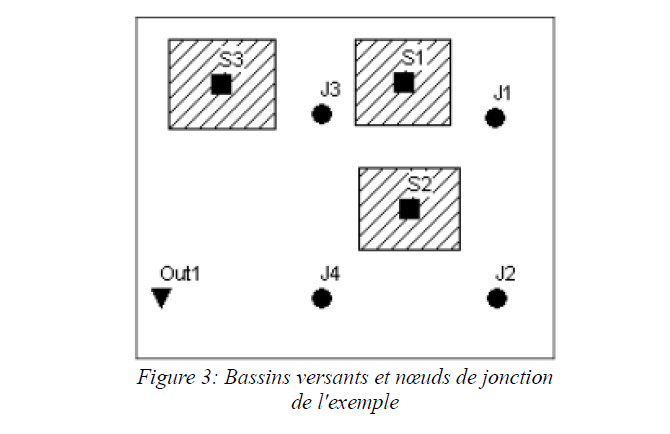 S3
S1
J3
J1
S2
Out1
J4
J2
Figure 3: Bassins versants et nœuds de jonction
de l'exemple